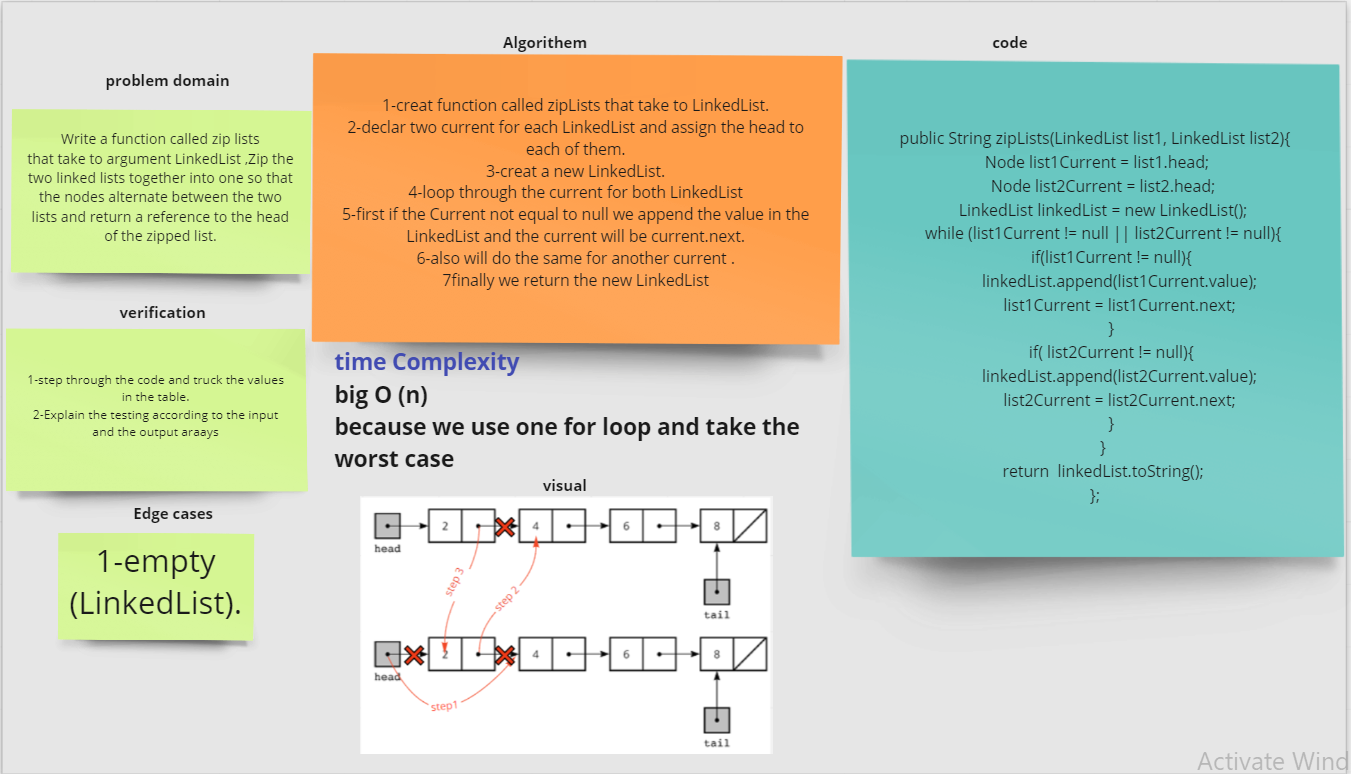 problem domain
Write a function called zip lists
that take to argument LinkedList ,Zip the
two linked lists together into one so that
the nodes alternate between the two
lists and return a reference to the head
of the zipped list.
verification
1-step through the code and truck the values
in the table.
2-Explain the testing according to the input
and the output araays
Edge cases
1-empty
(LinkedList).
Algorithem
1-creat function called zipLists that take to LinkedList.
2-declar two current for each LinkedList and assign the head to
each of them.
3-creat a new LinkedList.
4-loop through the current for both LinkedList
5-first if the Current not equal to null we append the value in the
LinkedList and the current will be current.next.
6-also will do the same for another current .
7finally we return the new LinkedList
time Complexity
big O (n)
because we use one for loop and take the
worst case
visual
2
4
6
8
head
step 3
step 2
tail
2
4
6
8
head
step1
tail
code
public String zipLists(LinkedList list1, LinkedList list2){
Node list1Current = list1.head;
Node list2Current = list2.head;
LinkedList linkedList = new LinkedList();
while (list1Current != null || list2Current != null){
if(list1Current != null){
linkedList.append(list1Current.value);
list1Current = list1Current.next;
}
if( list2Current != null){
linkedList.append(list2Current.value);
list2Current = list2Current.next;
}
}
return  linkedList.toString();
};
Activate Wind